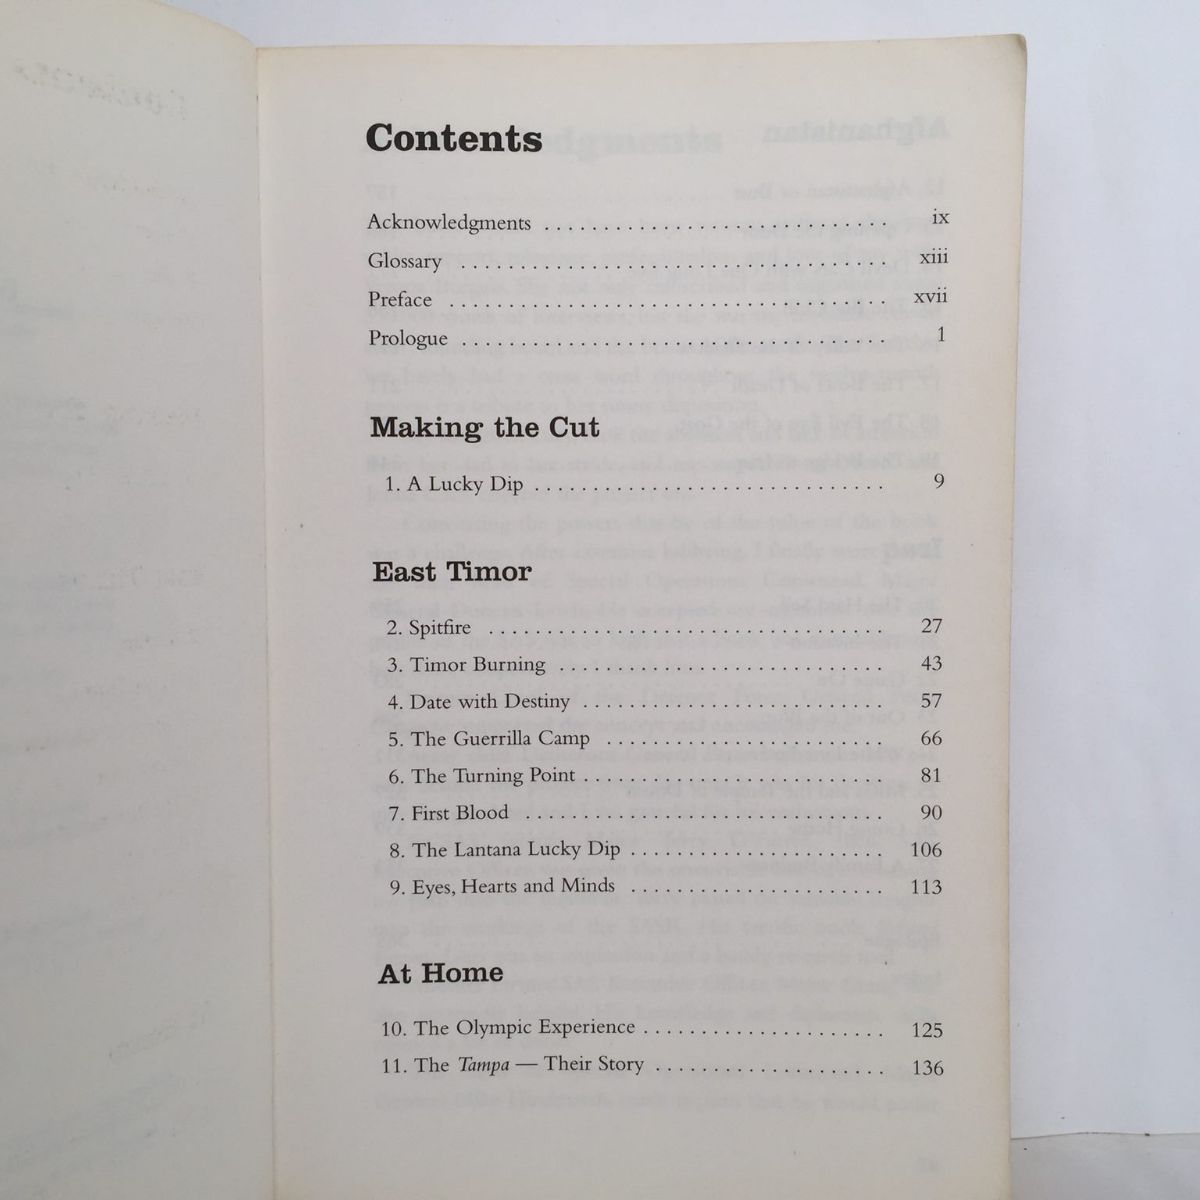 Contents
Acknowledgments . . . . . . . . . . . . . . . . . . . . . . . . . . . . . . ix
Glossary . . . . . . . . . . . . . . . . . . . . . . . . . . . . . . . . . . . . . xiii
Preface . . . . . . . . . . . . . . . . . . . . . . . . . . . . . . . . . . . . . . xvii
Prologue . . . . . . . . . . . . . . . . . . . . . . . . . . . . . . . . . . . . . 1
Making the Cut
1. A Lucky Dip . . . . . . . . . . . . . . . . . . . . . . . . . . . . . . 9
East Timor
2. Spitfire . . . . . . . . . . . . . . . . . . . . . . . . . . . . . . . . . . 27
3. Timor Burning . . . . . . . . . . . . . . . . . . . . . . . . . . . . 43
4. Date with Destiny . . . . . . . . . . . . . . . . . . . . . . . . . . 57
5. The Guerrilla Camp . . . . . . . . . . . . . . . . . . . . . . . . 66
6. The Turning Point . . . . . . . . . . . . . . . . . . . . . . . . . . 81
7. First Blood . . . . . . . . . . . . . . . . . . . . . . . . . . . . . . . 90
8. The Lantana Lucky Dip . . . . . . . . . . . . . . . . . . . . . . 106
9. Eyes, Hearts and Minds . . . . . . . . . . . . . . . . . . . . . . 113
At Home
10. The Olympic Experience . . . . . . . . . . . . . . . . . . . . . 125
11. The Tampa — Their Story . . . . . . . . . . . . . . . . . . . . 136